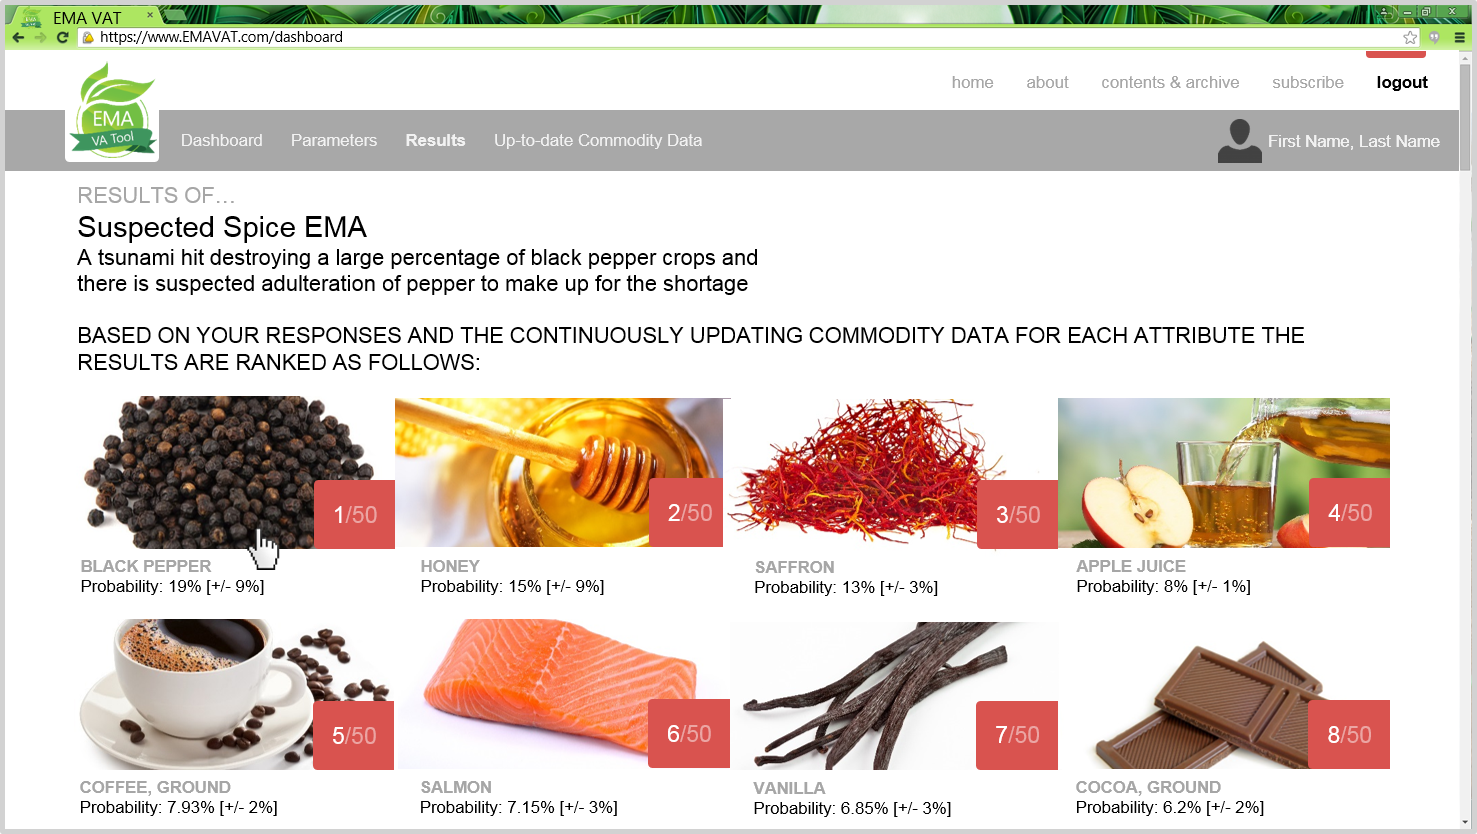 EMA VAT
https://www.EMAVAT.com/dashboard
home about contents & archive subscribe logout
EMA
VA Tool
Dashboard Parameters Results Up-to-date Commodity Data First Name, Last Name
RESULTS OF...
Suspected Spice EMA
A tsunami hit destroying a large percentage of black pepper crops and
there is suspected adulteration of pepper to make up for the shortage
BASED ON YOUR RESPONSES AND THE CONTINUOUSLY UPDATING COMMODITY DATA FOR EACH ATTRIBUTE THE
RESULTS ARE RANKED AS FOLLOWS:
1/50
BLACK PEPPER
Probability: 19% [+/- 9%]
2/50
HONEY
Probability: 15% [+/- 9%]
3/50
SAFFRON
Probability: 13% [+/- 3%]
4/50
APPLE JUICE
Probability: 8% [+/- 1%]
5/50
COFFEE, GROUND
Probability: 7.93% [+/- 2%]
6/50
SALMON
Probability: 7.15% [+/- 3%]
7/50
VANILLA
Probability: 6.85% [+/- 3%]
8/50
COCOA, GROUND
Probability: 6.2% [+/- 2%]